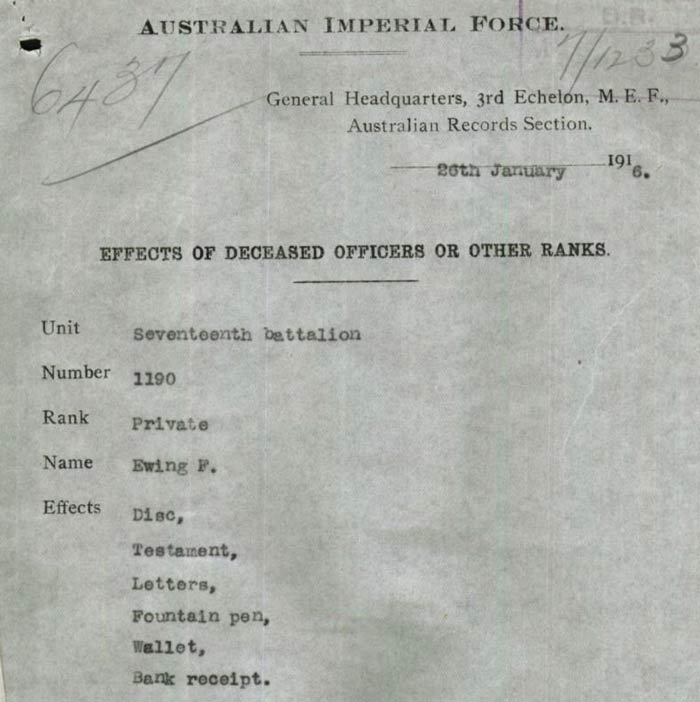 D.R.
AUSTRALIAN IMPERIAL FORCE.
6437
7/1233
General Headquarters, 3rd Echelon, M. E. F.,
Australian Records Section.
26th January 1916.
EFFECTS OF DECEASED OFFICERS OR OTHER RANKS.
Unit Seventeenth battalion
Number 1190
Rank Private
Name Ewing F.
Effects Disc,
Testament,
Letters,
Fountain pen,
Wallet,
Bank receipt.